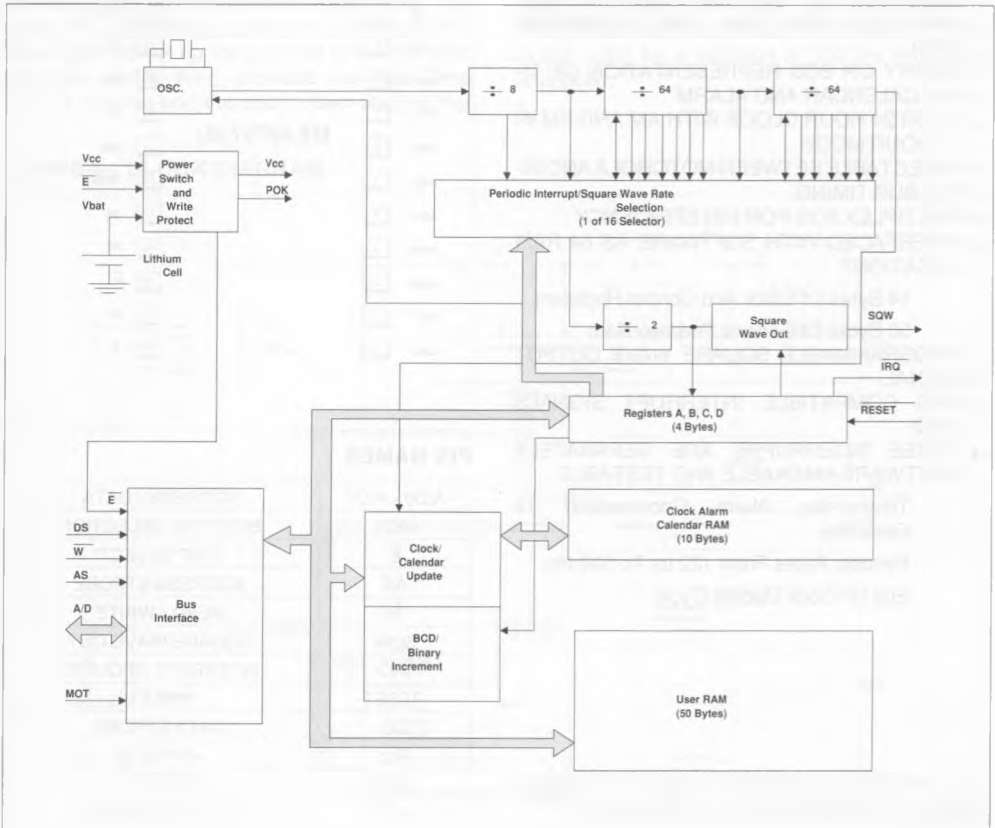 OSC.
÷ 8
÷ 64
÷ 64
Vcc
E
Vbat
Power
Switch
and
Write
Protect
Vcc
POK
Lithium
Cell
Periodic Interrupt/Square Wave Rate
Selection
(1 of 16 Selector)
÷ 2
Square
Wave Out
SQW
IRQ
RESET
Registers A, B, C, D
(4 Bytes)
E
DS
W
AS
A/D
MOT
Bus
Interface
Clock/
Calendar
Update
BCD/
Binary
Increment
Clock Alarm
Calendar RAM
(10 Bytes)
User RAM
(50 Bytes)